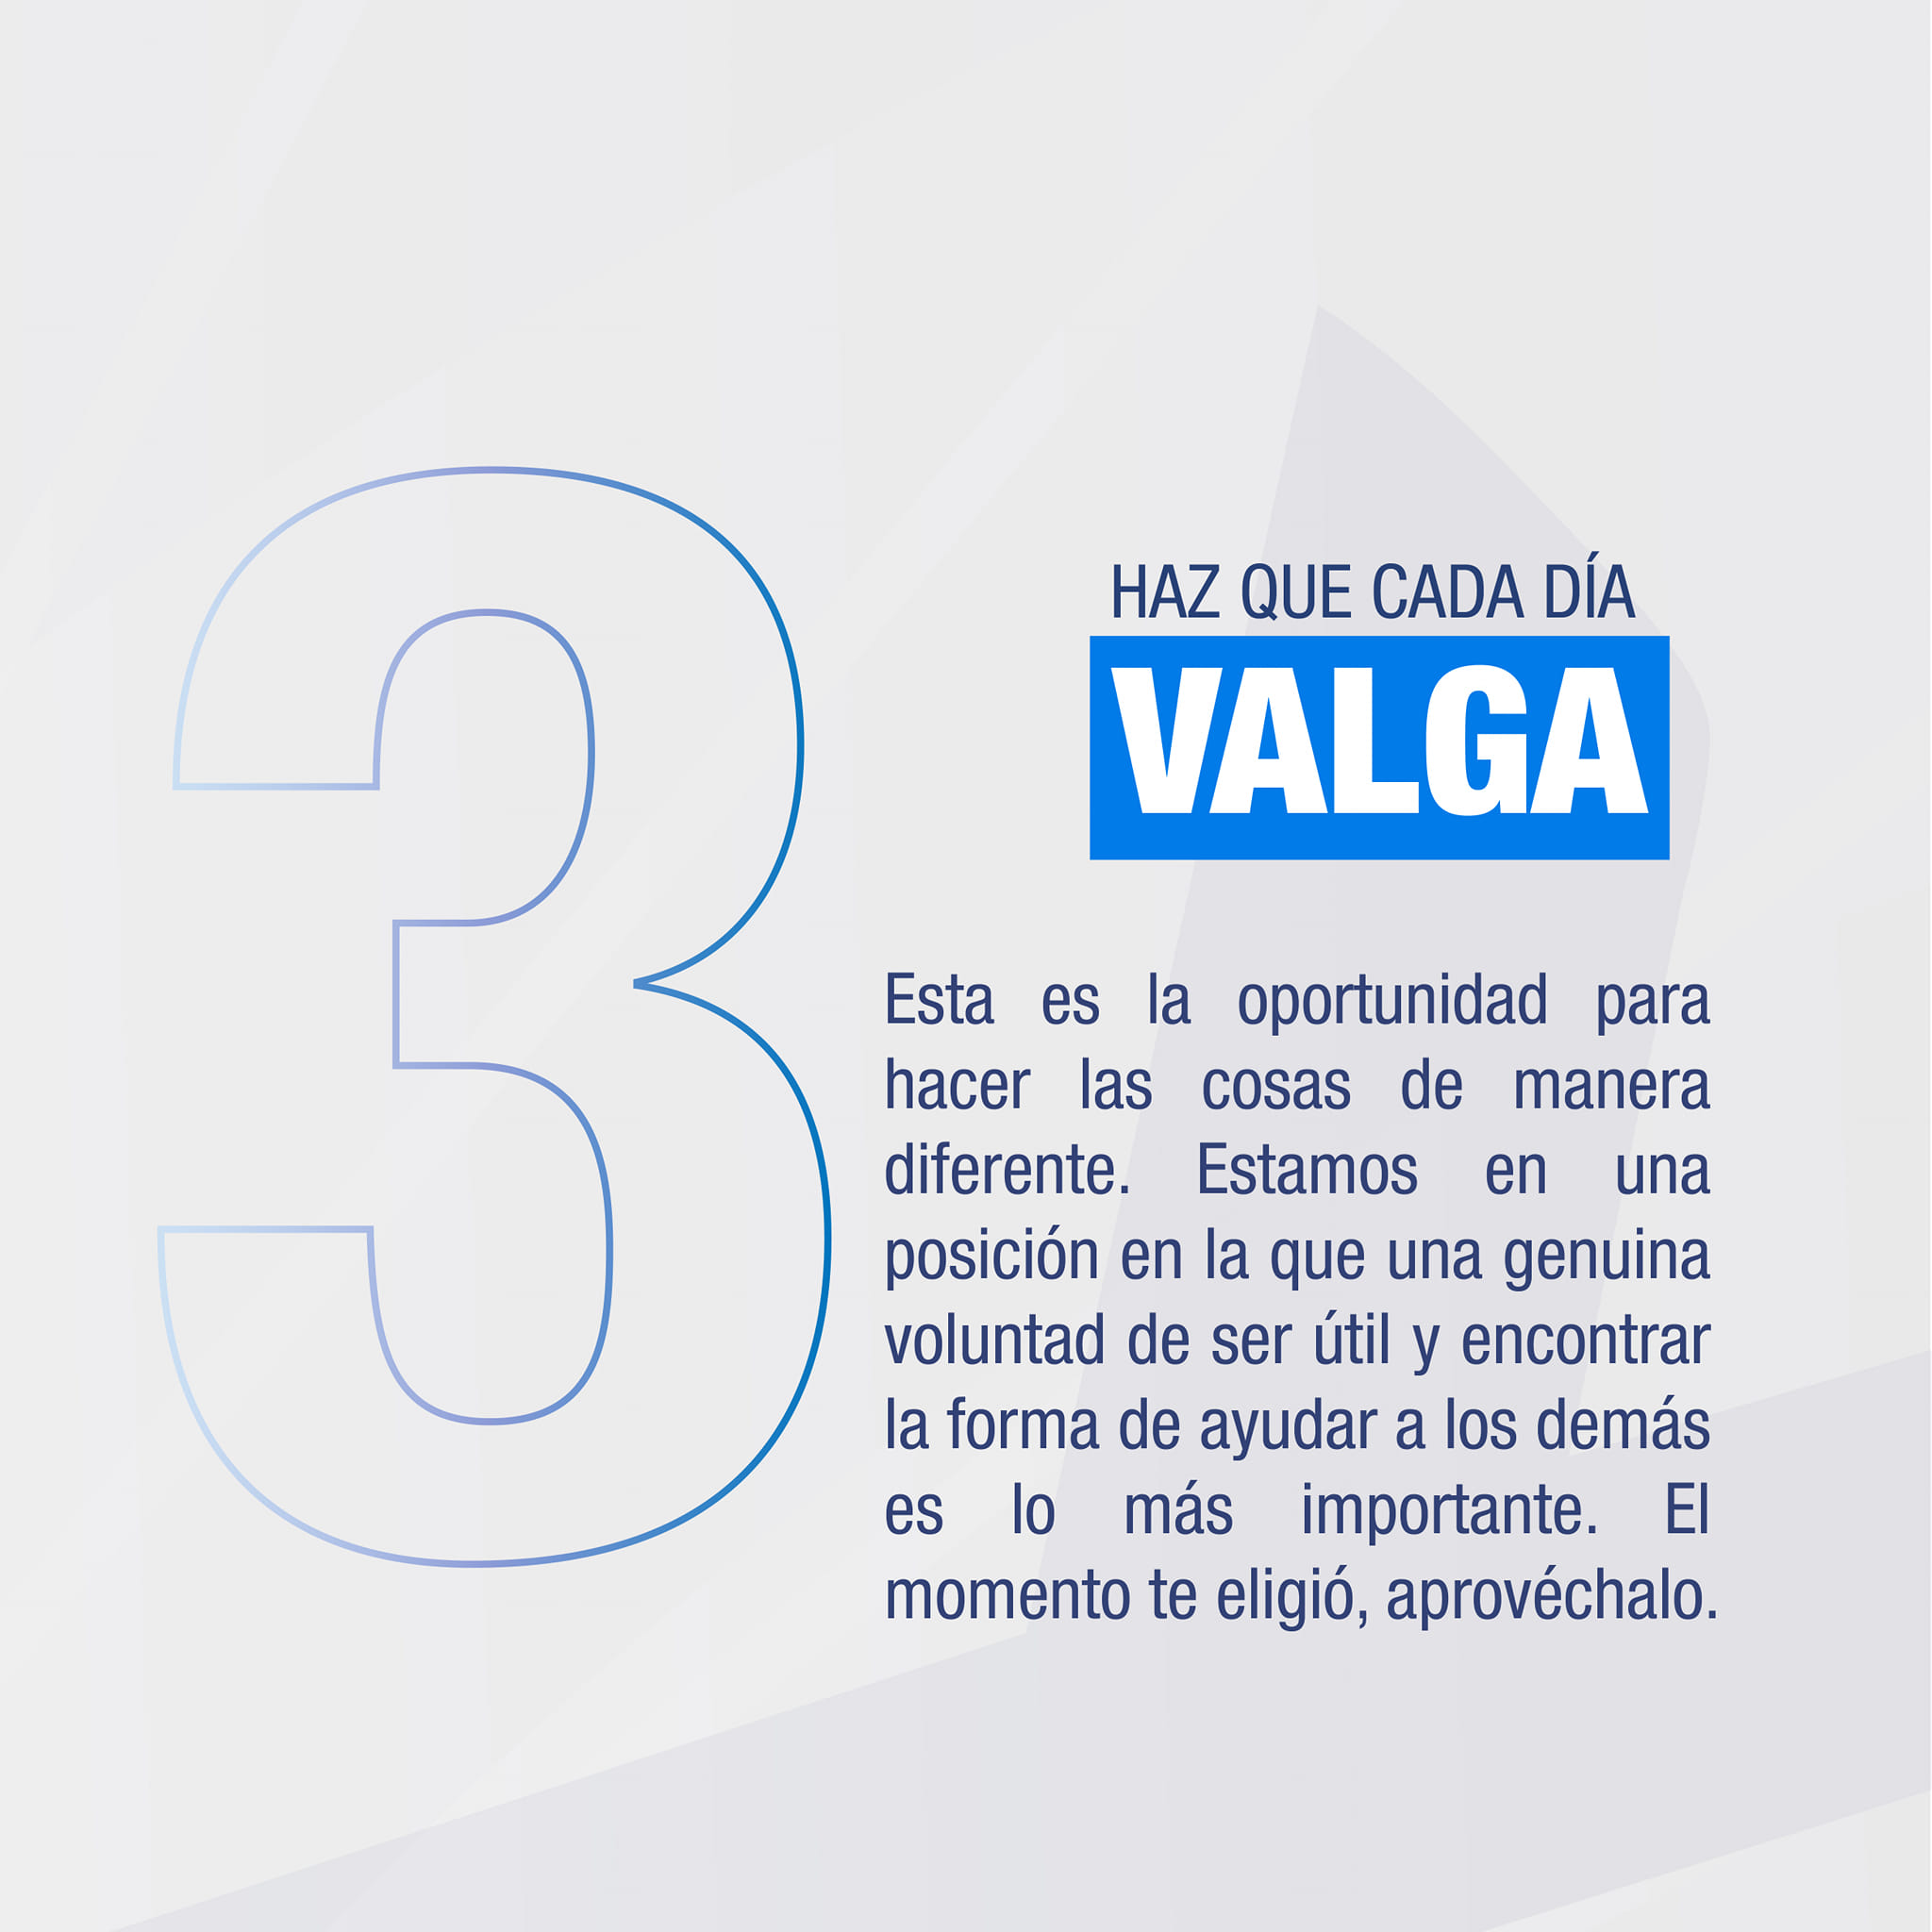 3
HAZ QUE CADA DÍA
VALGA
Esta es la oportunidad para
hacer las cosas de manera
diferente. Estamos en una
posición en la que una genuina
voluntad de ser útil y encontrar
la forma de ayudar a los demás
es lo más importante. El
momento te eligió, aprovéchalo.